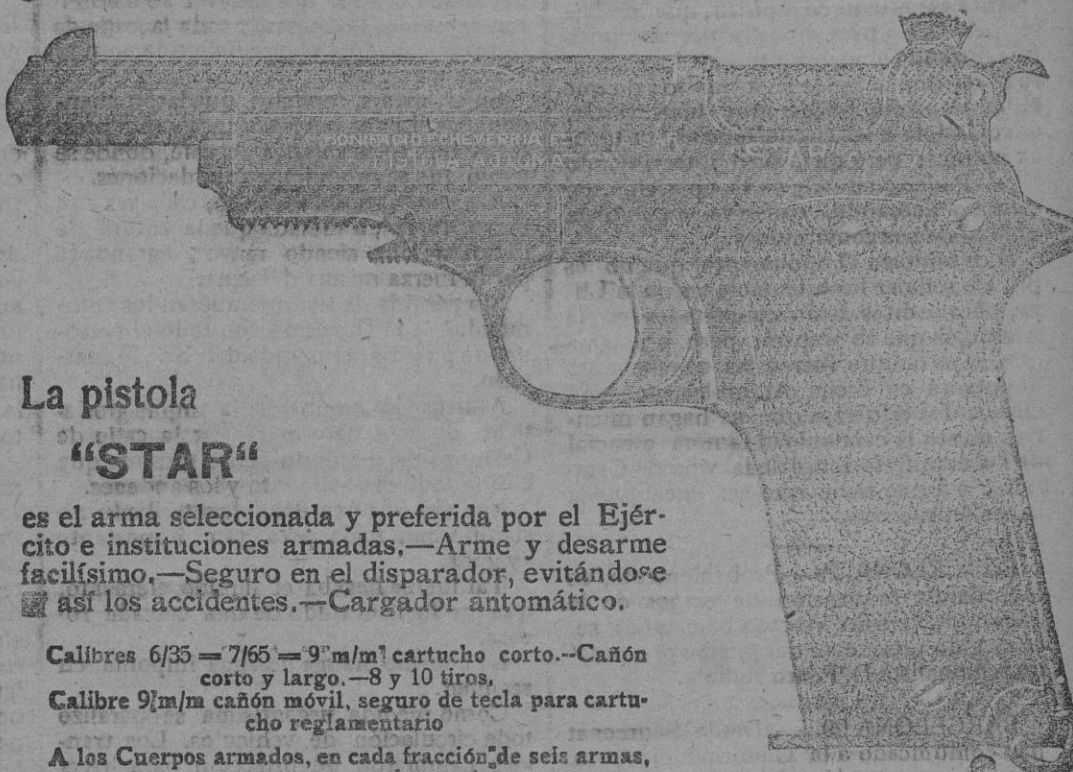 La pistola
“STAR“
es el arma seleccionada y preferida por el Ejér-
cito e instituciones armadas.—Arme y desarme
facilísimo.—Seguro en el disparador, evitándose
así los accidentes.—Cargador antomático.
Calibres 6/35 = 7/65 = 9 m/m cartucho corto.--Cañón
corto y largo.—8 y 10 tiros,
Calibre 9 m/m cañón móvil, seguro de tecla para cartu-
cho reglamentario
A los Cuerpos armados, en cada fracción de seis armas,